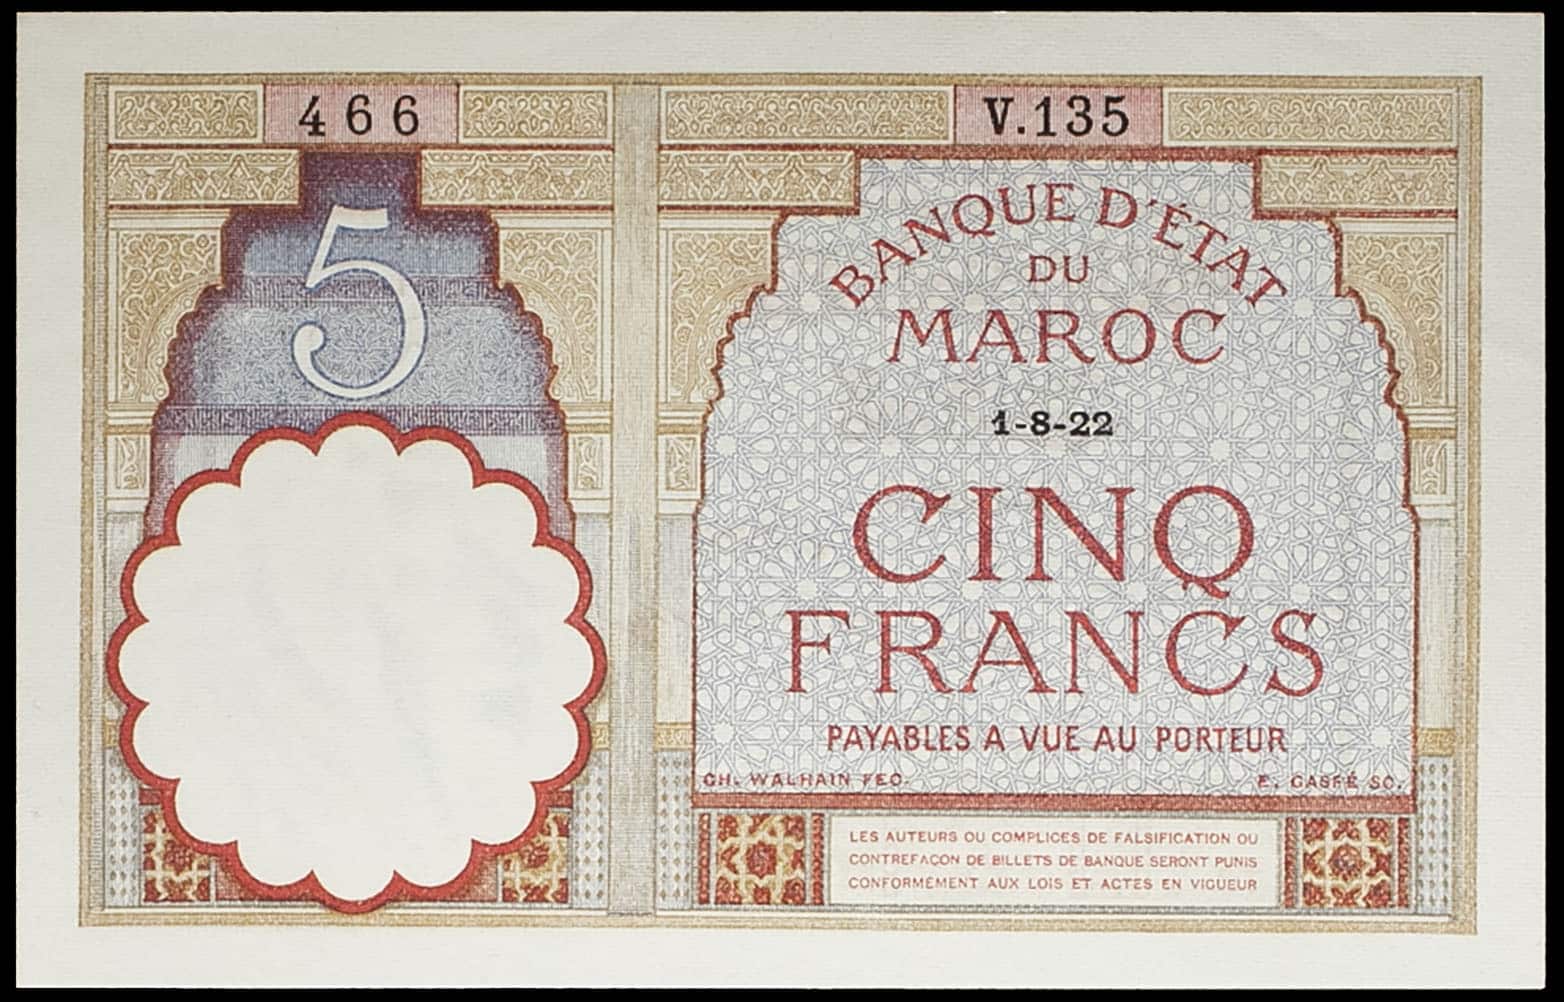 466
V.135
5
BANQUE D'ÉTAT
DU
MAROC
1-8-22
CINQ
FRANCS
PAYABLES A VUE AU PORTEUR
CH. WALHAIN FEC.
E. GASPÉ SC.
LES AUTEURS OU COMPLICES DE FALSIFICATION OU
CONTREFAÇON DE BILLETS DE BANQUE SERONT PUNIS
CONFORMÉMENT AUX LOIS ET ACTES EN VIGUEUR